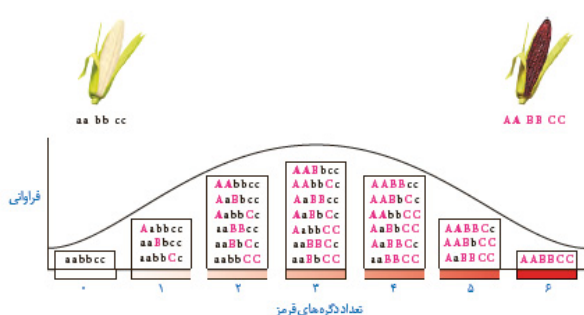 aa bb cc
AA BB CC
فراوانی
aabbcc
Aabbcc
aaBbcc
aabbCc
AAbbcc
AaBbcc
AabbCc
aaBBcc
aaBbCc
aabbCC
AABbcc
AAbbCc
AaBBcc
AaBbCc
AabbCC
aaBBCc
aaBbCC
AABBcc
AABbCc
AAbbCC
AaBbCC
AaBBCc
aaBBCC
AABBCc
AABbCC
AaBBCC
AABBCC
۰ ۱ ۲ ۳ ۴ ۵ ۶
تعداد دگره‌های قرمز